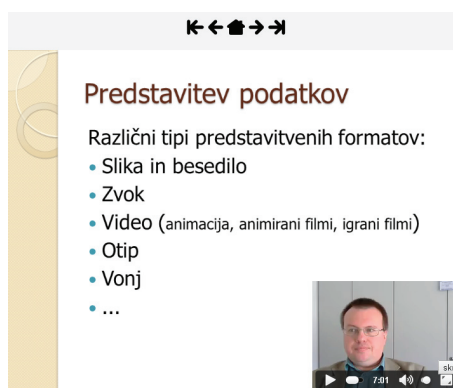 Predstavitev podatkov
Različni tipi predstavitvenih formatov:
• Slika in besedilo
• Zvok
• Video (animacija, animirani filmi, igrani filmi)
• Otip
• Vonj
• ...
7:01